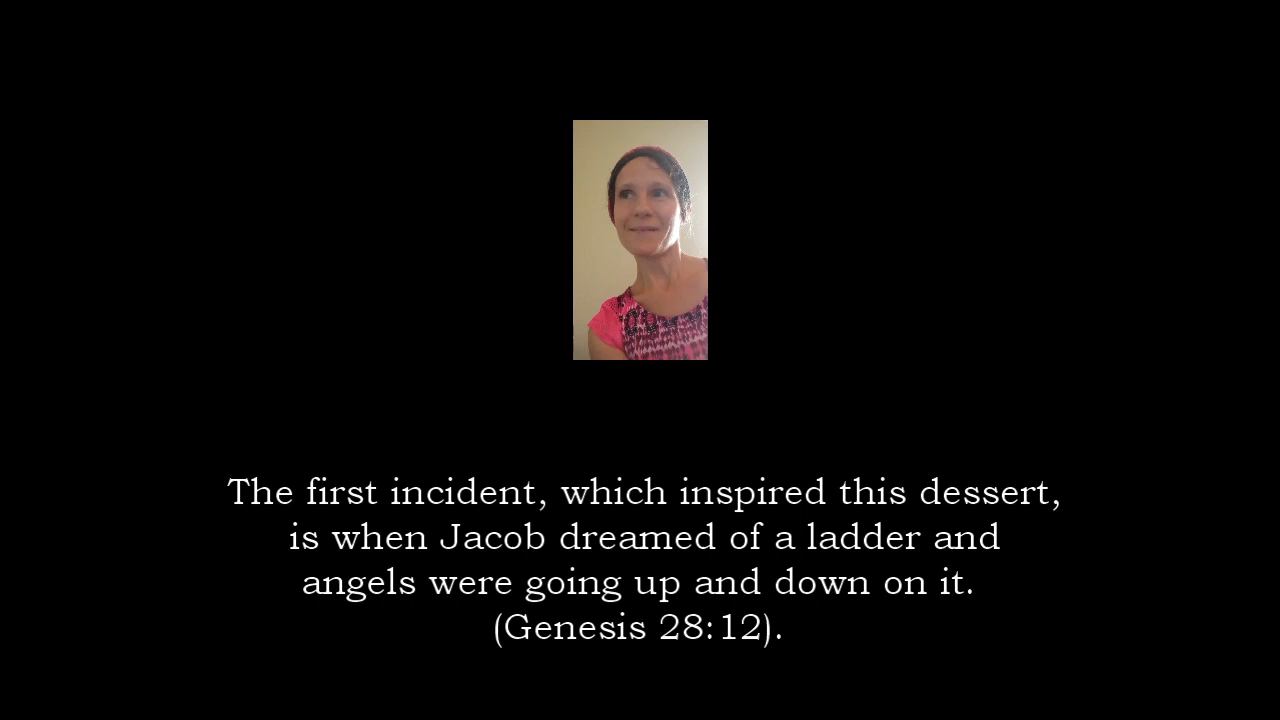 The first incident, which inspired this dessert,
is when Jacob dreamed of a ladder and
angels were going up and down on it.
(Genesis 28:12).